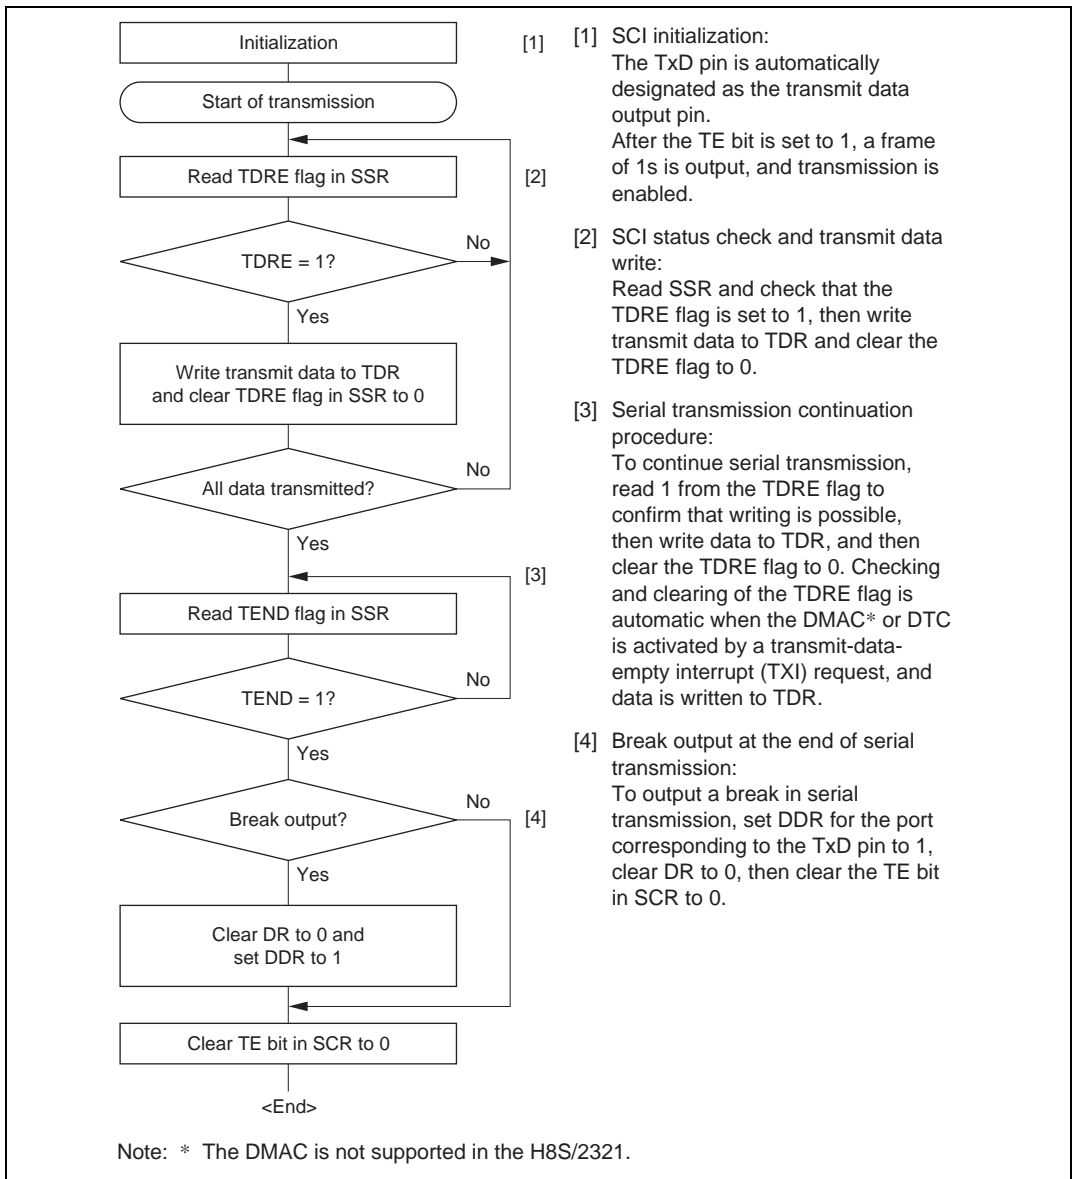 Initialization
[1]
Start of transmission
Read TDRE flag in SSR
[2]
TDRE = 1?
No
Yes
Write transmit data to TDR
and clear TDRE flag in SSR to 0
All data transmitted?
No
Yes
[3]
Read TEND flag in SSR
TEND = 1?
No
Yes
Break output?
No
[4]
Yes
Clear DR to 0 and
set DDR to 1
Clear TE bit in SCR to 0
<End>
[1] SCI initialization:
The TxD pin is automatically
designated as the transmit data
output pin.
After the TE bit is set to 1, a frame
of 1s is output, and transmission is
enabled.
[2] SCI status check and transmit data
write:
Read SSR and check that the
TDRE flag is set to 1, then write
transmit data to TDR and clear the
TDRE flag to 0.
[3] Serial transmission continuation
procedure:
To continue serial transmission,
read 1 from the TDRE flag to
confirm that writing is possible,
then write data to TDR, and then
clear the TDRE flag to 0. Checking
and clearing of the TDRE flag is
automatic when the DMAC* or DTC
is activated by a transmit-data-
empty interrupt (TXI) request, and
data is written to TDR.
[4] Break output at the end of serial
transmission:
To output a break in serial
transmission, set DDR for the port
corresponding to the TxD pin to 1,
clear DR to 0, then clear the TE bit
in SCR to 0.
Note: * The DMAC is not supported in the H8S/2321.